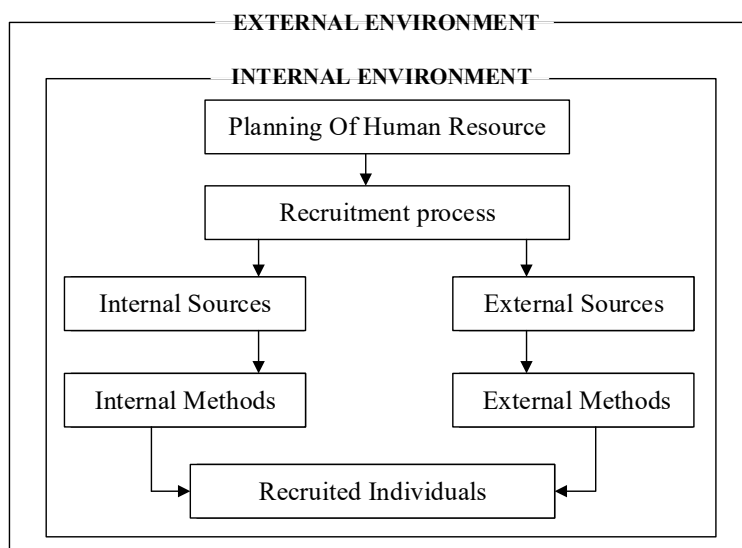 EXTERNAL ENVIRONMENT
INTERNAL ENVIRONMENT
Planning Of Human Resource
Recruitment process
Internal Sources
External Sources
Internal Methods
External Methods
Recruited Individuals